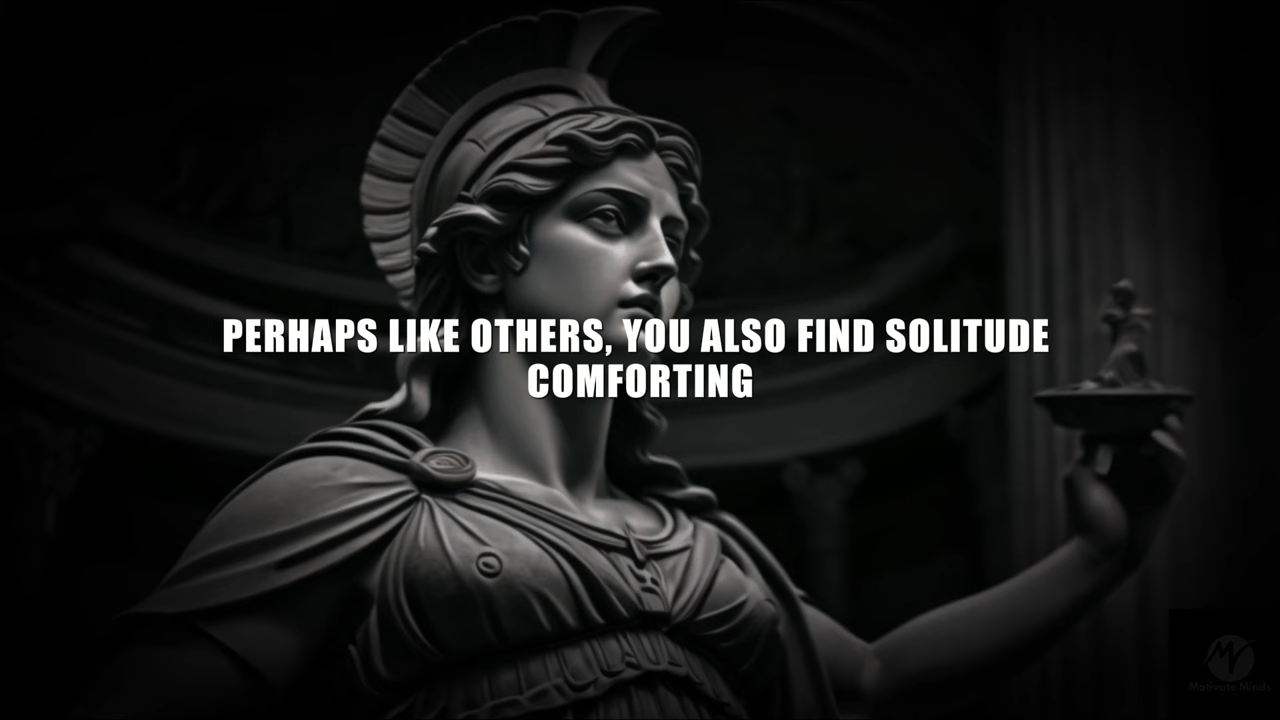 PERHAPS LIKE OTHERS, YOU ALSO FIND SOLITUDE
COMFORTING
Motivate Minds